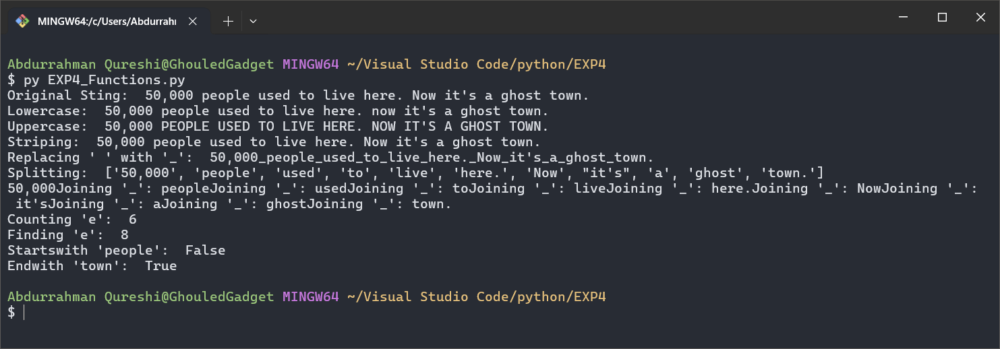 MINGW64:/c/Users/Abdurrahı
Abdurrahman Qureshi@GhouledGadget MINGW64 ~/Visual Studio Code/python/EXP4
$ py EXP4_Functions.py
Original Sting:  50,000 people used to live here. Now it's a ghost town.
Lowercase:  50,000 people used to live here. now it's a ghost town.
Uppercase:  50,000 PEOPLE USED TO LIVE HERE. NOW IT'S A GHOST TOWN.
Striping:  50,000 people used to live here. Now it's a ghost town.
Replacing ' ' with '_':  50,000_people_used_to_live_here._Now_it's_a_ghost_town.
Splitting:  ['50,000', 'people', 'used', 'to', 'live', 'here.', 'Now', "it's", 'a', 'ghost', 'town.']
50,000Joining '_': peopleJoining '_': usedJoining '_': toJoining '_': liveJoining '_': here.Joining '_': NowJoining '_':
 it'sJoining '_': aJoining '_': ghostJoining '_': town.
Counting 'e':  6
Finding 'e':  8
Startswith 'people':  False
Endwith 'town':  True
Abdurrahman Qureshi@GhouledGadget MINGW64 ~/Visual Studio Code/python/EXP4
$